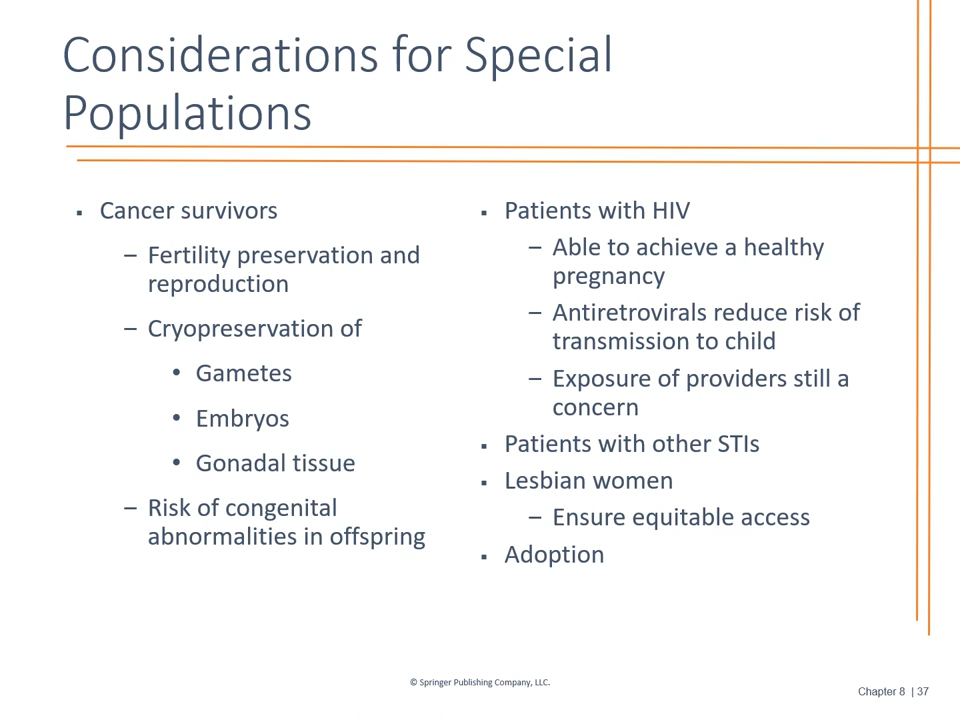 Considerations for Special
Populations
▪ Cancer survivors
– Fertility preservation and
reproduction
– Cryopreservation of
• Gametes
• Embryos
• Gonadal tissue
– Risk of congenital
abnormalities in offspring
▪ Patients with HIV
– Able to achieve a healthy
pregnancy
– Antiretrovirals reduce risk of
transmission to child
– Exposure of providers still a
concern
▪ Patients with other STIs
▪ Lesbian women
– Ensure equitable access
▪ Adoption
© Springer Publishing Company, LLC.
Chapter 8 | 37